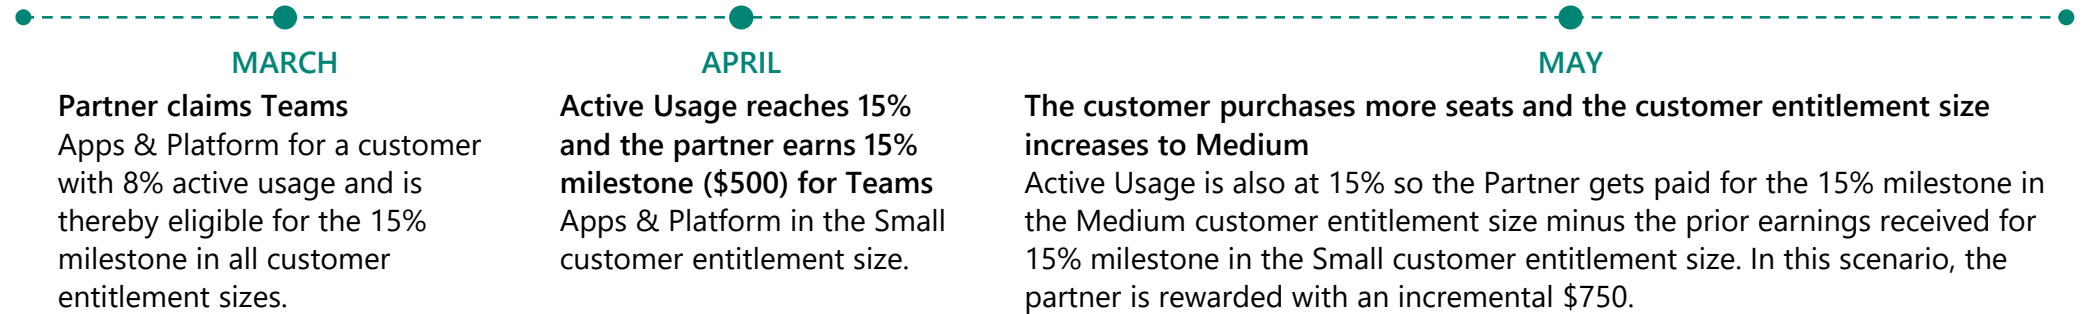 MARCH
Partner claims Teams
Apps & Platform for a customer
with 8% active usage and is
thereby eligible for the 15%
milestone in all customer
entitlement sizes.
APRIL
Active Usage reaches 15%
and the partner earns 15%
milestone ($500) for Teams
Apps & Platform in the Small
customer entitlement size.
MAY
The customer purchases more seats and the customer entitlement size
increases to Medium
Active Usage is also at 15% so the Partner gets paid for the 15% milestone in
the Medium customer entitlement size minus the prior earnings received for
15% milestone in the Small customer entitlement size. In this scenario, the
partner is rewarded with an incremental $750.